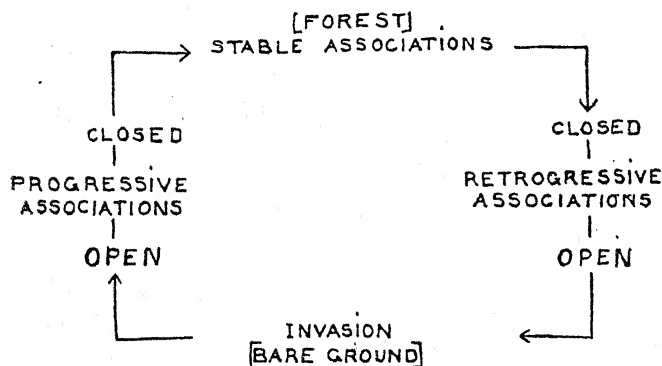 [FOREST]
STABLE ASSOCIATIONS
CLOSED
PROGRESSIVE
ASSOCIATIONS
OPEN
CLOSED
RETROGRESSIVE
ASSOCIATIONS
OPEN
INVASION
[BARE GROUND]